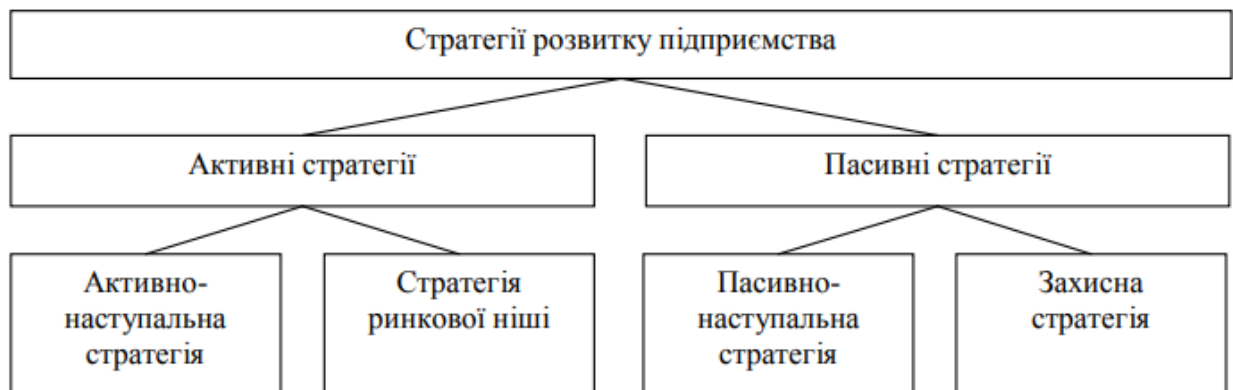 Стратегії розвитку підприємства
Активні стратегії
Пасивні стратегії
Активно-
наступальна
стратегія
Стратегія
ринкової ніші
Пасивно-
наступальна
стратегія
Захисна
стратегія